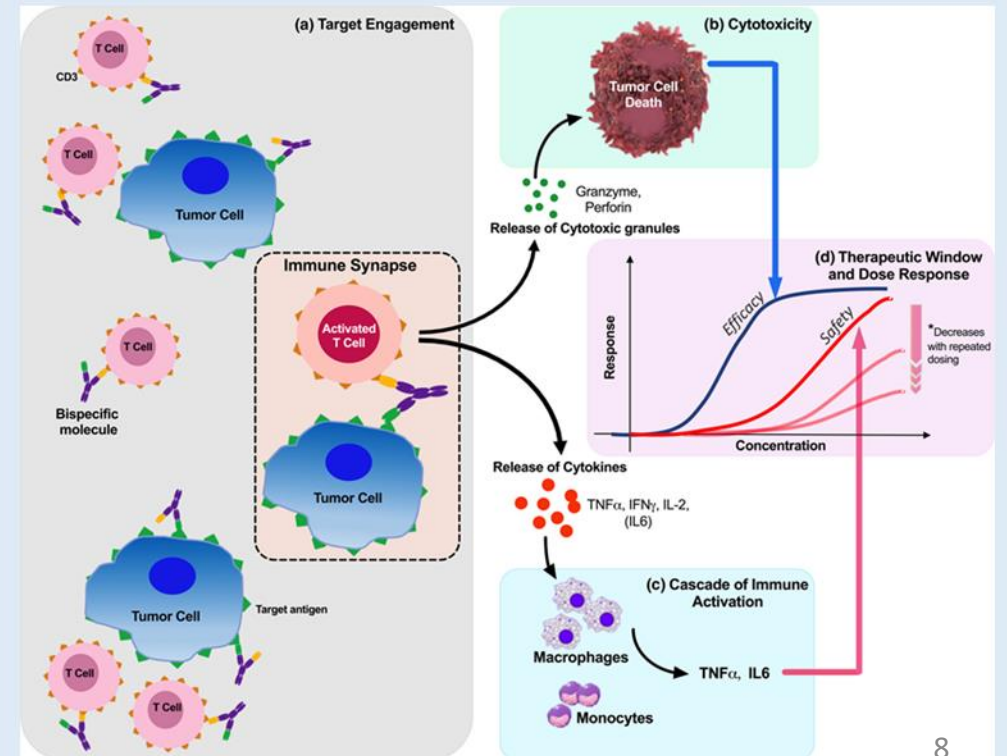 (a) Target Engagement
T Cell
CD3
T Cell
Tumor Cell
Immune Synapse
Activated
T Cell
Tumor Cell
T Cell
Bispecific
molecule
Tumor Cell
Target antigen
T Cell
T Cell
(b) Cytotoxicity
Tumor Cell
Death
Granzyme,
Perforin
Release of Cytotoxic granules
(d) Therapeutic Window
and Dose Response
Efficacy
Safety
*Decreases
with repeated
dosing
Response
Concentration
Release of Cytokines
TNFα, IFNγ, IL-2,
(IL6)
(c) Cascade of Immune
Activation
Macrophages
TNFα, IL6
Monocytes
8